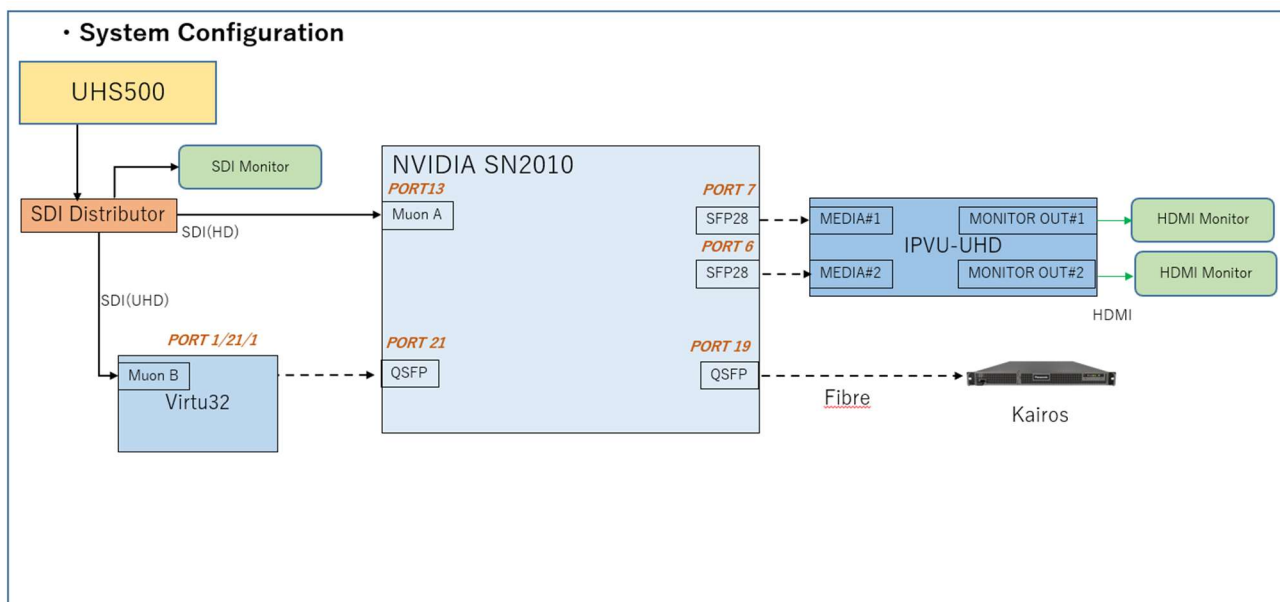 ・System Configuration
UHS500
SDI Monitor
NVIDIA SN2010
PORT13
PORT 7
SDI Distributor
SDI(HD)
Muon A
SFP28
MEDIA#1
MONITOR OUT#1
HDMI Monitor
PORT 6
IPVU-UHD
SFP28
MEDIA#2
MONITOR OUT#2
HDMI Monitor
SDI(UHD)
HDMI
PORT 1/21/1
PORT 21
PORT 19
Muon B
QSFP
QSFP
Virtu32
Fibre
Kairos